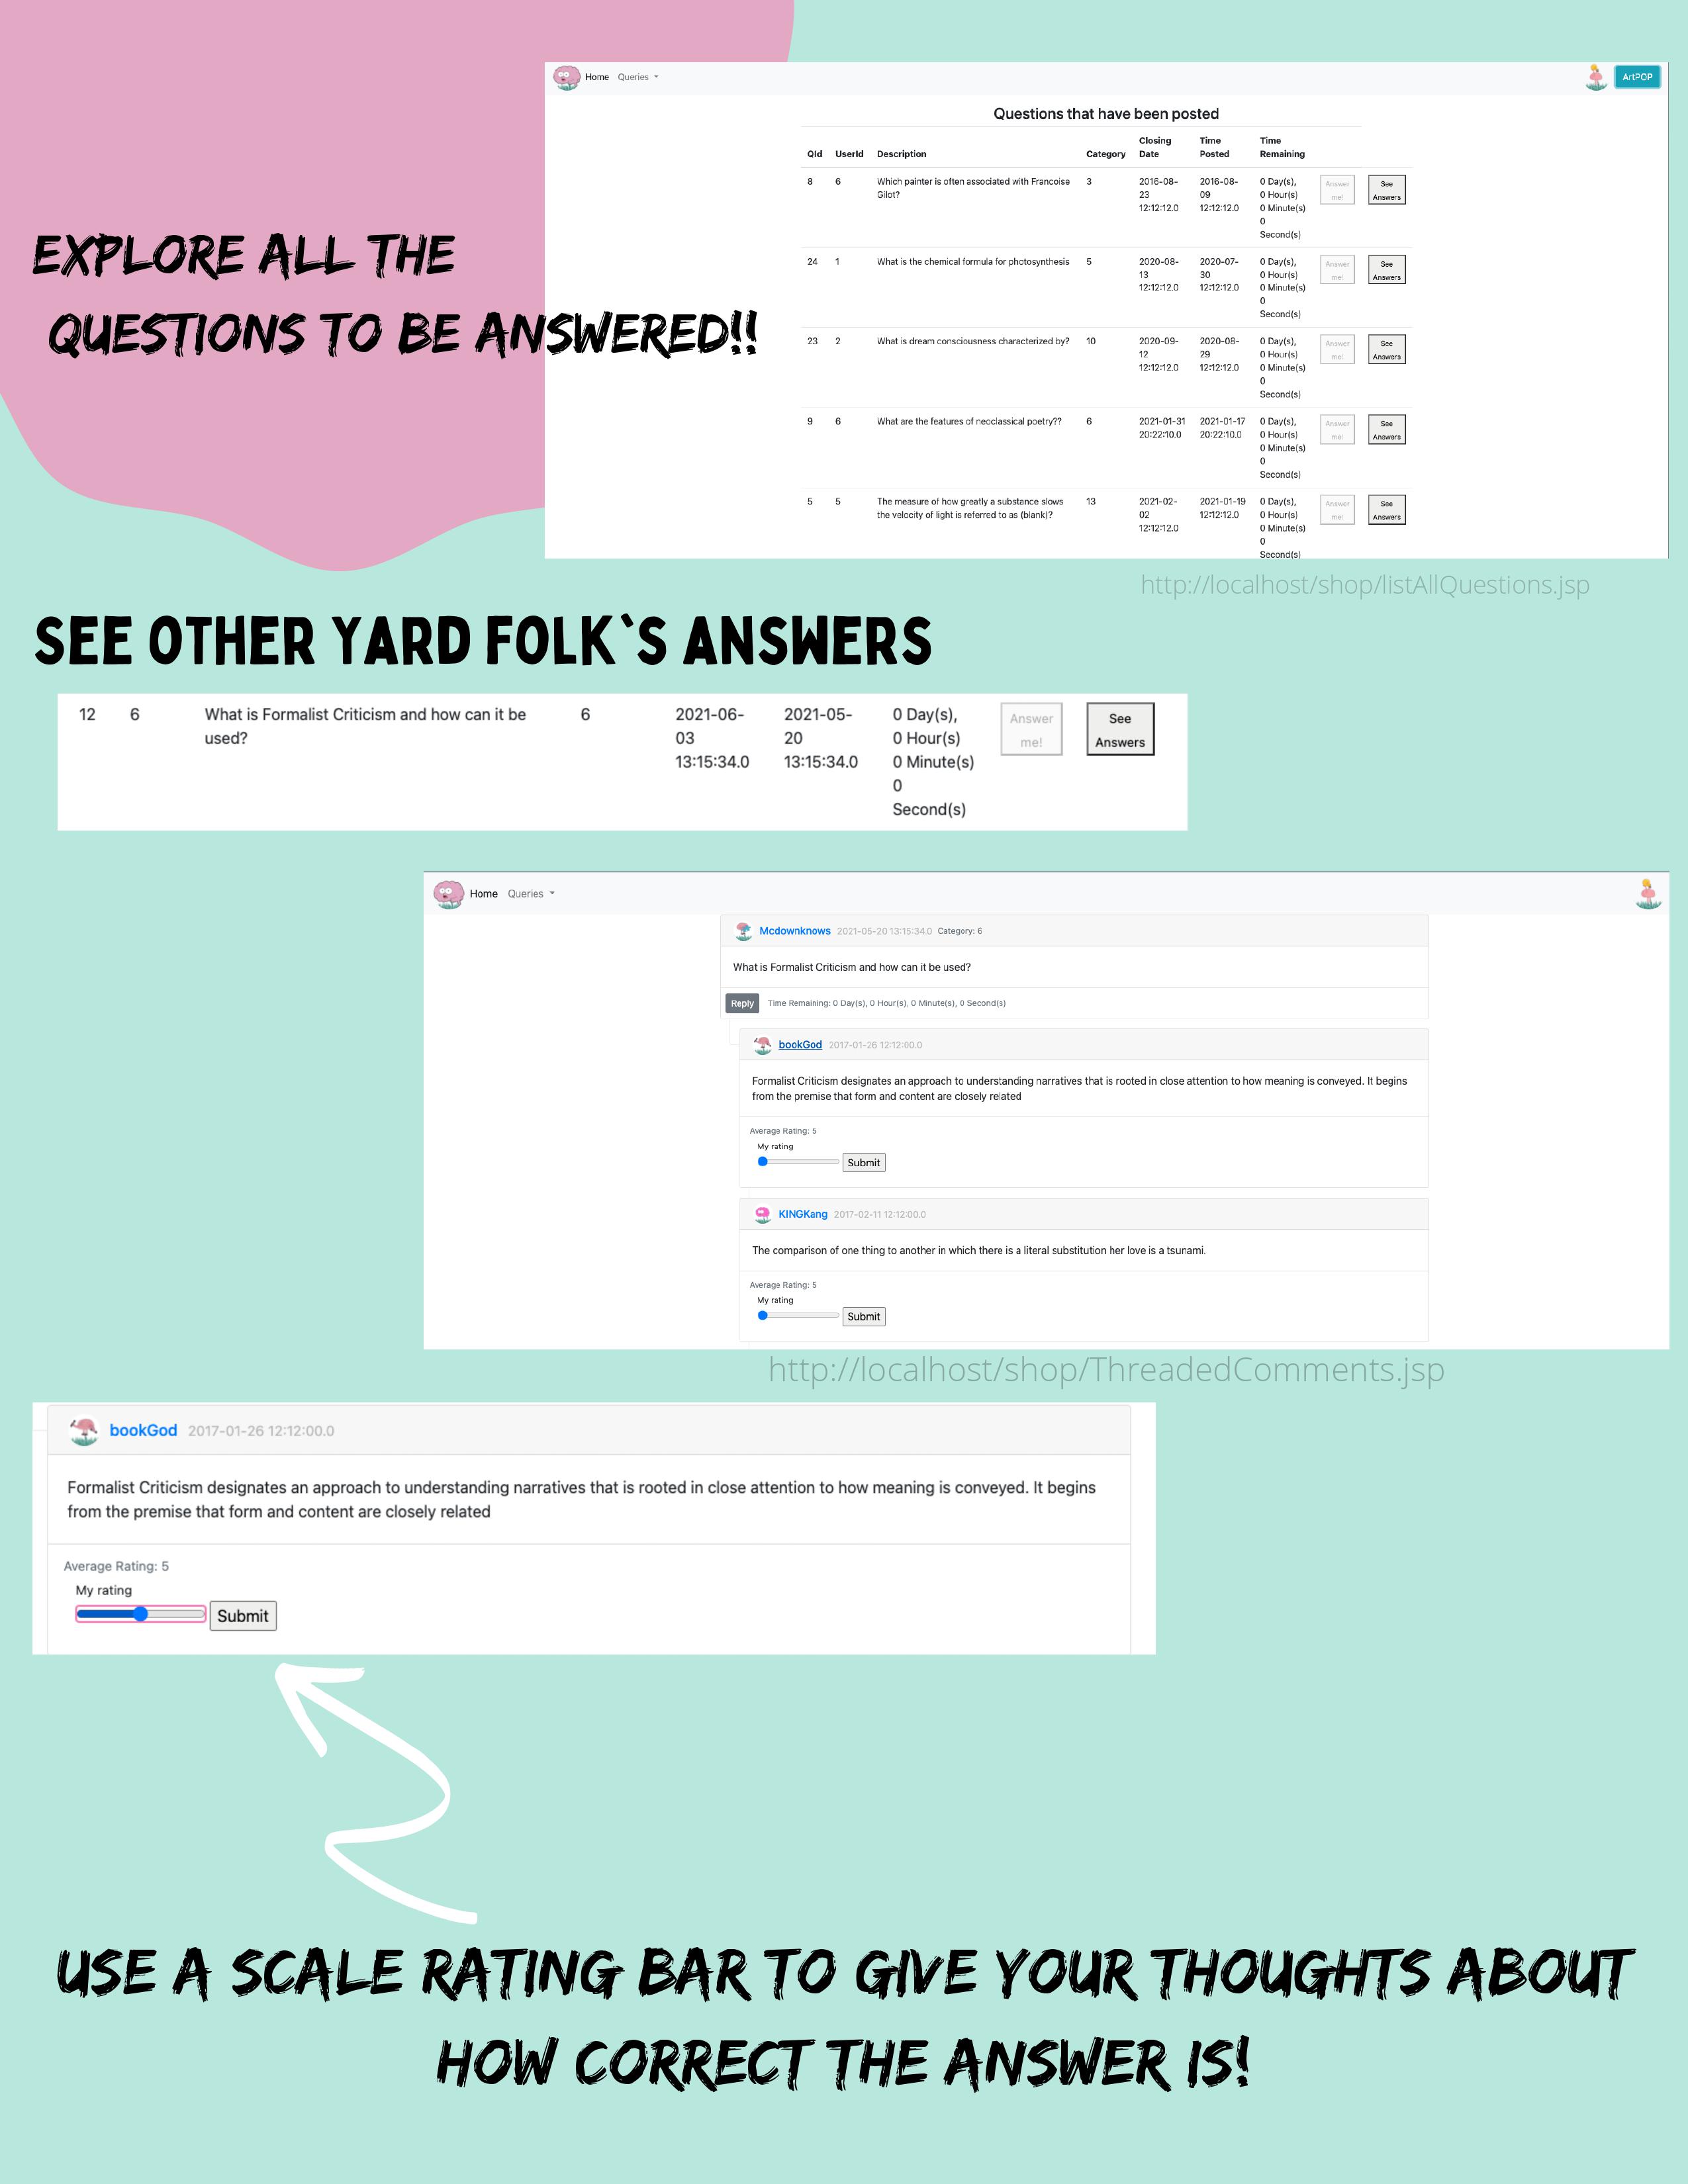 Home Queries ArtPOP
Questions that have been posted
QId UserId Description Category Closing Date Time Posted Time Remaining
8 6 Which painter is often associated with Francoise 3 2016-08- 2016-08- 0 Day(s), Answer See
Gilot? 23 09 0 Hour(s) me! Answers
12:12:12.0 12:12:12.0 0 Minute(s)
0
Second(s)
EXPLORE ALL THE
QUESTIONS TO BE ANSWERED!!
24 1 What is the chemical formula for photosynthesis 5 2020-08- 2020-07- 0 Day(s), Answer See
13 30 0 Hour(s) me! Answers
12:12:12.0 12:12:12.0 0 Minute(s)
0
Second(s)
23 2 What is dream consciousness characterized by? 10 2020-09- 2020-08- 0 Day(s), Answer See
12 29 0 Hour(s) me! Answers
12:12:12.0 12:12:12.0 0 Minute(s)
0
Second(s)
9 6 What are the features of neoclassical poetry?? 6 2021-01-31 2021-01-17 0 Day(s), Answer See
20:22:10.0 20:22:10.0 0 Hour(s) me! Answers
0 Minute(s)
0
Second(s)
5 5 The measure of how greatly a substance slows 13 2021-02- 2021-01-19 0 Day(s), Answer See
the velocity of light is referred to as (blank)? 02 12:12:12.0 0 Hour(s) me! Answers
12:12:12.0 0 Minute(s)
0
Second(s)
http://localhost/shop/listAllQuestions.jsp
SEE OTHER YARD FOLK`S ANSWERS
12 6 What is Formalist Criticism and how can it be 6 2021-06- 2021-05- 0 Day(s), Answer See
used? 03 20 0 Hour(s) me! Answers
13:15:34.0 13:15:34.0 0 Minute(s)
0
Second(s)
Home Queries
Mcdownknows 2021-05-20 13:15:34.0 Category: 6
What is Formalist Criticism and how can it be used?
Reply Time Remaining: 0 Day(s), 0 Hour(s), 0 Minute(s), 0 Second(s)
bookGod 2017-01-26 12:12:00.0
Formalist Criticism designates an approach to understanding narratives that is rooted in close attention to how meaning is conveyed. It begins
from the premise that form and content are closely related
Average Rating: 5
My rating
Submit
KINGKang 2017-02-11 12:12:00.0
The comparison of one thing to another in which there is a literal substitution her love is a tsunami.
Average Rating: 5
My rating
Submit
http://localhost/shop/ThreadedComments.jsp
bookGod 2017-01-26 12:12:00.0
Formalist Criticism designates an approach to understanding narratives that is rooted in close attention to how meaning is conveyed. It begins
from the premise that form and content are closely related
Average Rating: 5
My rating
Submit
USE A SCALE RATING BAR TO GIVE YOUR THOUGHTS ABOUT
HOW CORRECT THE ANSWER IS!